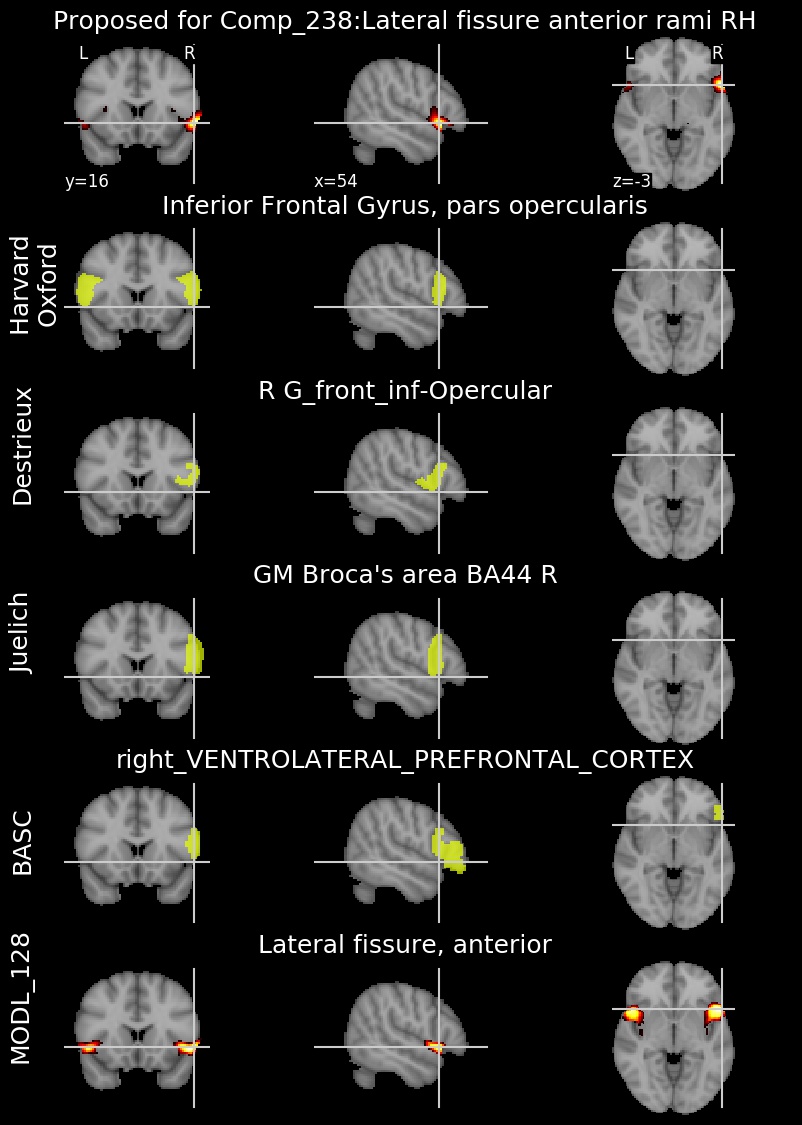 Proposed for Comp_238:Lateral fissure anterior rami RH
L R L R
y=16 x=54 z=-3
Inferior Frontal Gyrus, pars opercularis
Harvard
Oxford
R G_front_inf-Opercular
Destrieux
GM Broca's area BA44 R
Juelich
right_VENTROLATERAL_PREFRONTAL_CORTEX
BASC
Lateral fissure, anterior
MODL_128